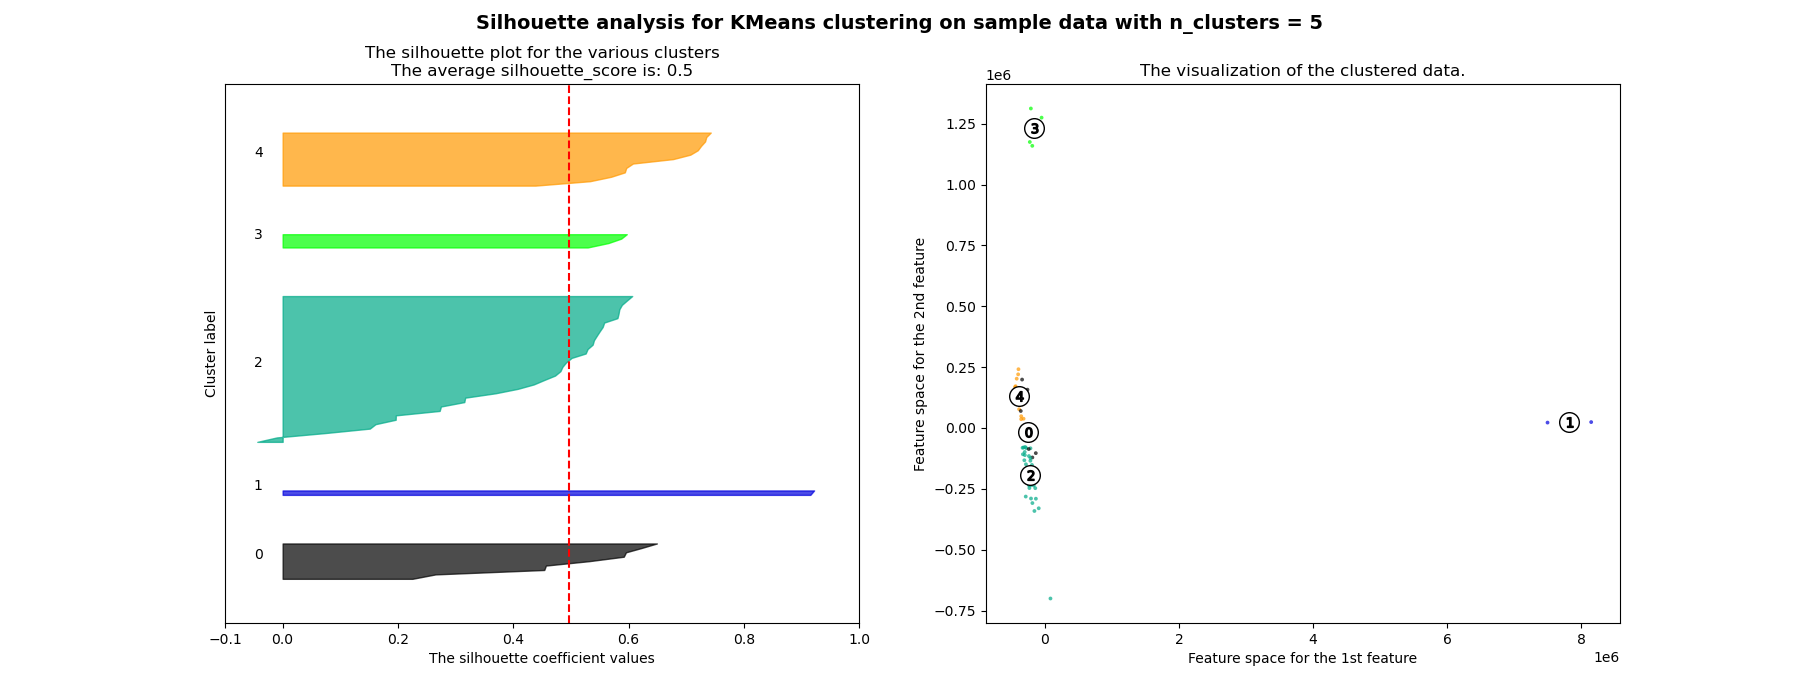 Silhouette analysis for KMeans clustering on sample data with n_clusters = 5
The silhouette plot for the various clusters
The average silhouette_score is: 0.5
4
3
2
1
0
Cluster label
−0.1 0.0 0.2 0.4 0.6 0.8 1.0
The silhouette coefficient values
The visualization of the clustered data.
1e6
1.25
1.00
0.75
0.50
0.25
0.00
−0.25
−0.50
−0.75
Feature space for the 2nd feature
3
4
0
1
2
0 2 4 6 8
1e6
Feature space for the 1st feature